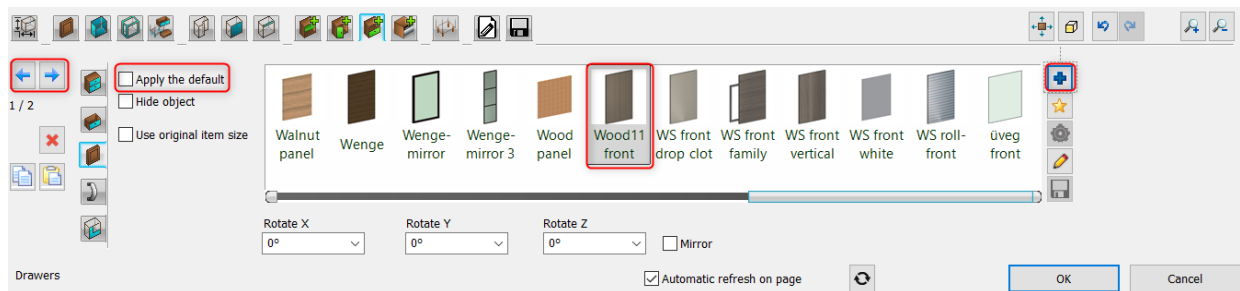 Apply the default
1 / 2
Hide object
Use original item size
Walnut
panel
Wenge
Wenge-
mirror
Wenge-
mirror 3
Wood
panel
Wood11
front
WS front
drop clot
WS front
family
WS front
vertical
WS front
white
WS roll-
front
üveg
front
Rotate X
Rotate Y
Rotate Z
0°
0°
0°
Mirror
Drawers
Automatic refresh on page
OK
Cancel